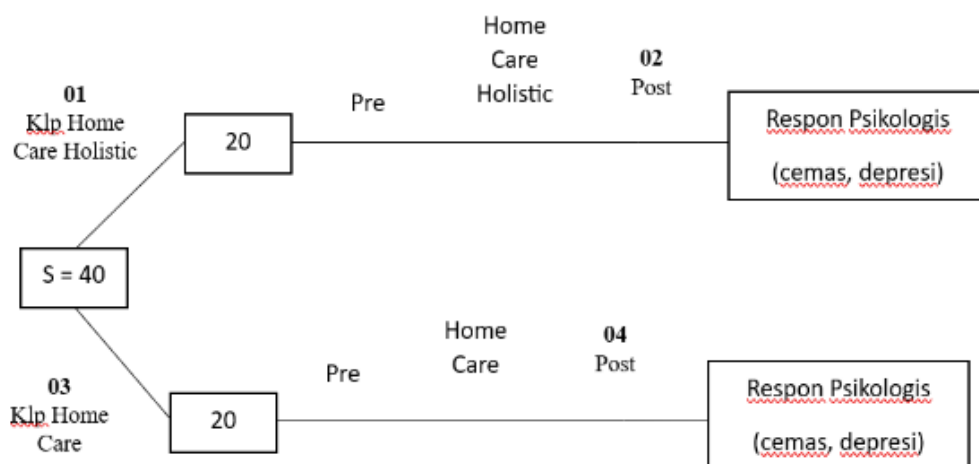 01
Klp Home
Care Holistic
20
Pre
Home
Care
Holistic
02
Post
Respon Psikologis
(cemas, depresi)
S = 40
03
Klp Home
Care
20
Pre
Home
Care
04
Post
Respon Psikologis
(cemas, depresi)